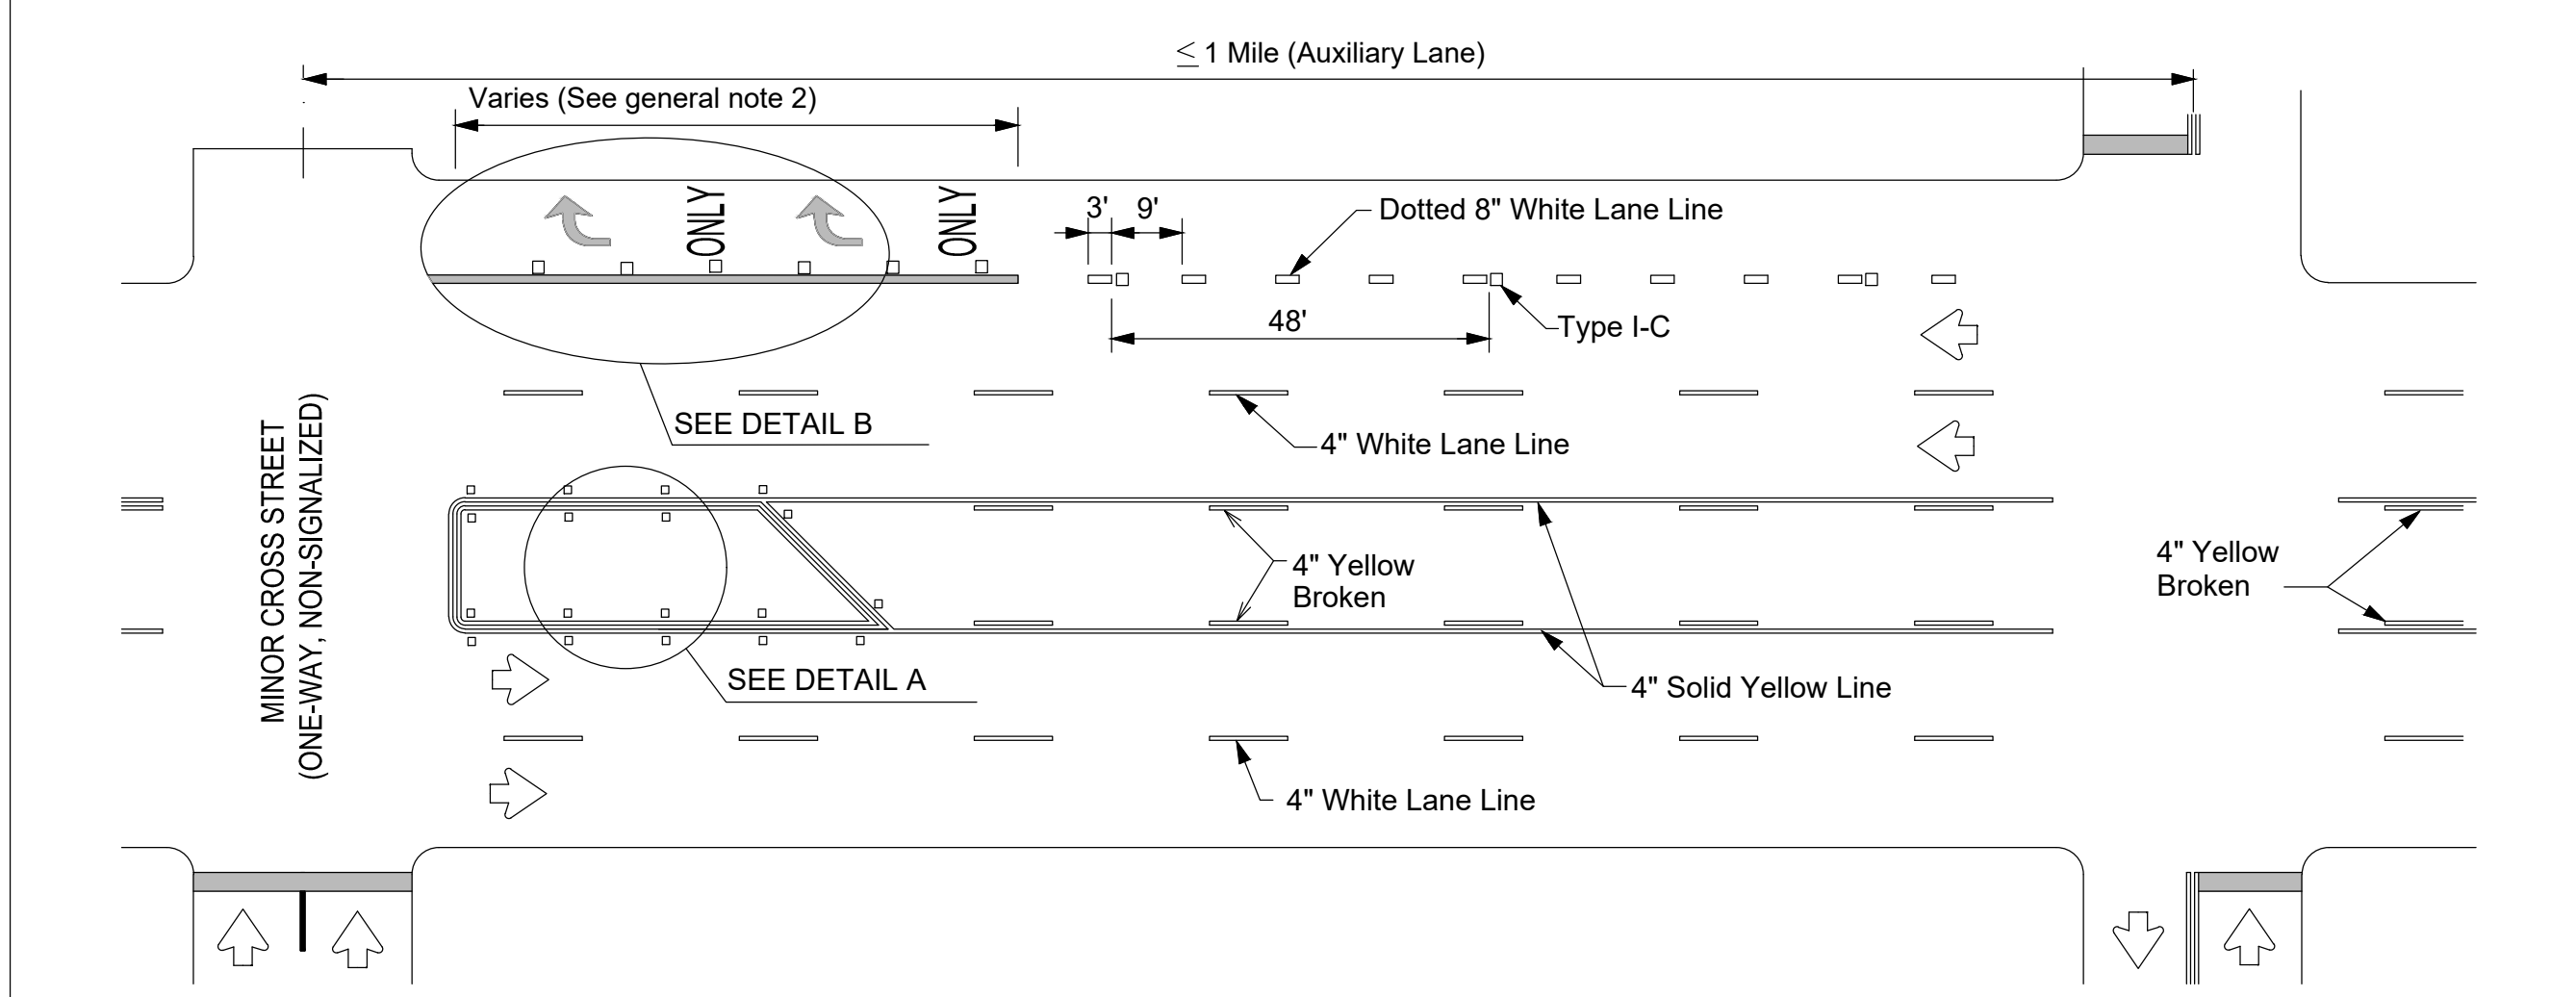 ≤ 1 Mile (Auxiliary Lane)
Varies (See general note 2)
ONLY
ONLY
3'
9'
Dotted 8" White Lane Line
48'
Type I-C
SEE DETAIL B
4" White Lane Line
MINOR CROSS STREET
(ONE-WAY, NON-SIGNALIZED)
4" Yellow
Broken
4" Yellow
Broken
SEE DETAIL A
4" Solid Yellow Line
4" White Lane Line